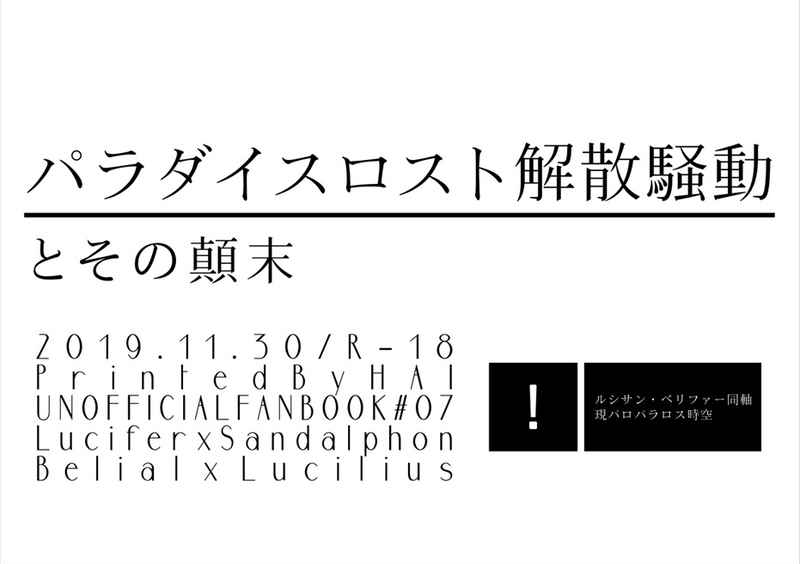 パラダイスロスト解散騒動
とその顛末
2019.11.30/R-18
PrintedByHAI
UNOFFICIALFANBOOK#07
LuciferxSandalphon
BelialxLucilius
!
ルシサン・ベリファー同軸
現パロパラロス時空